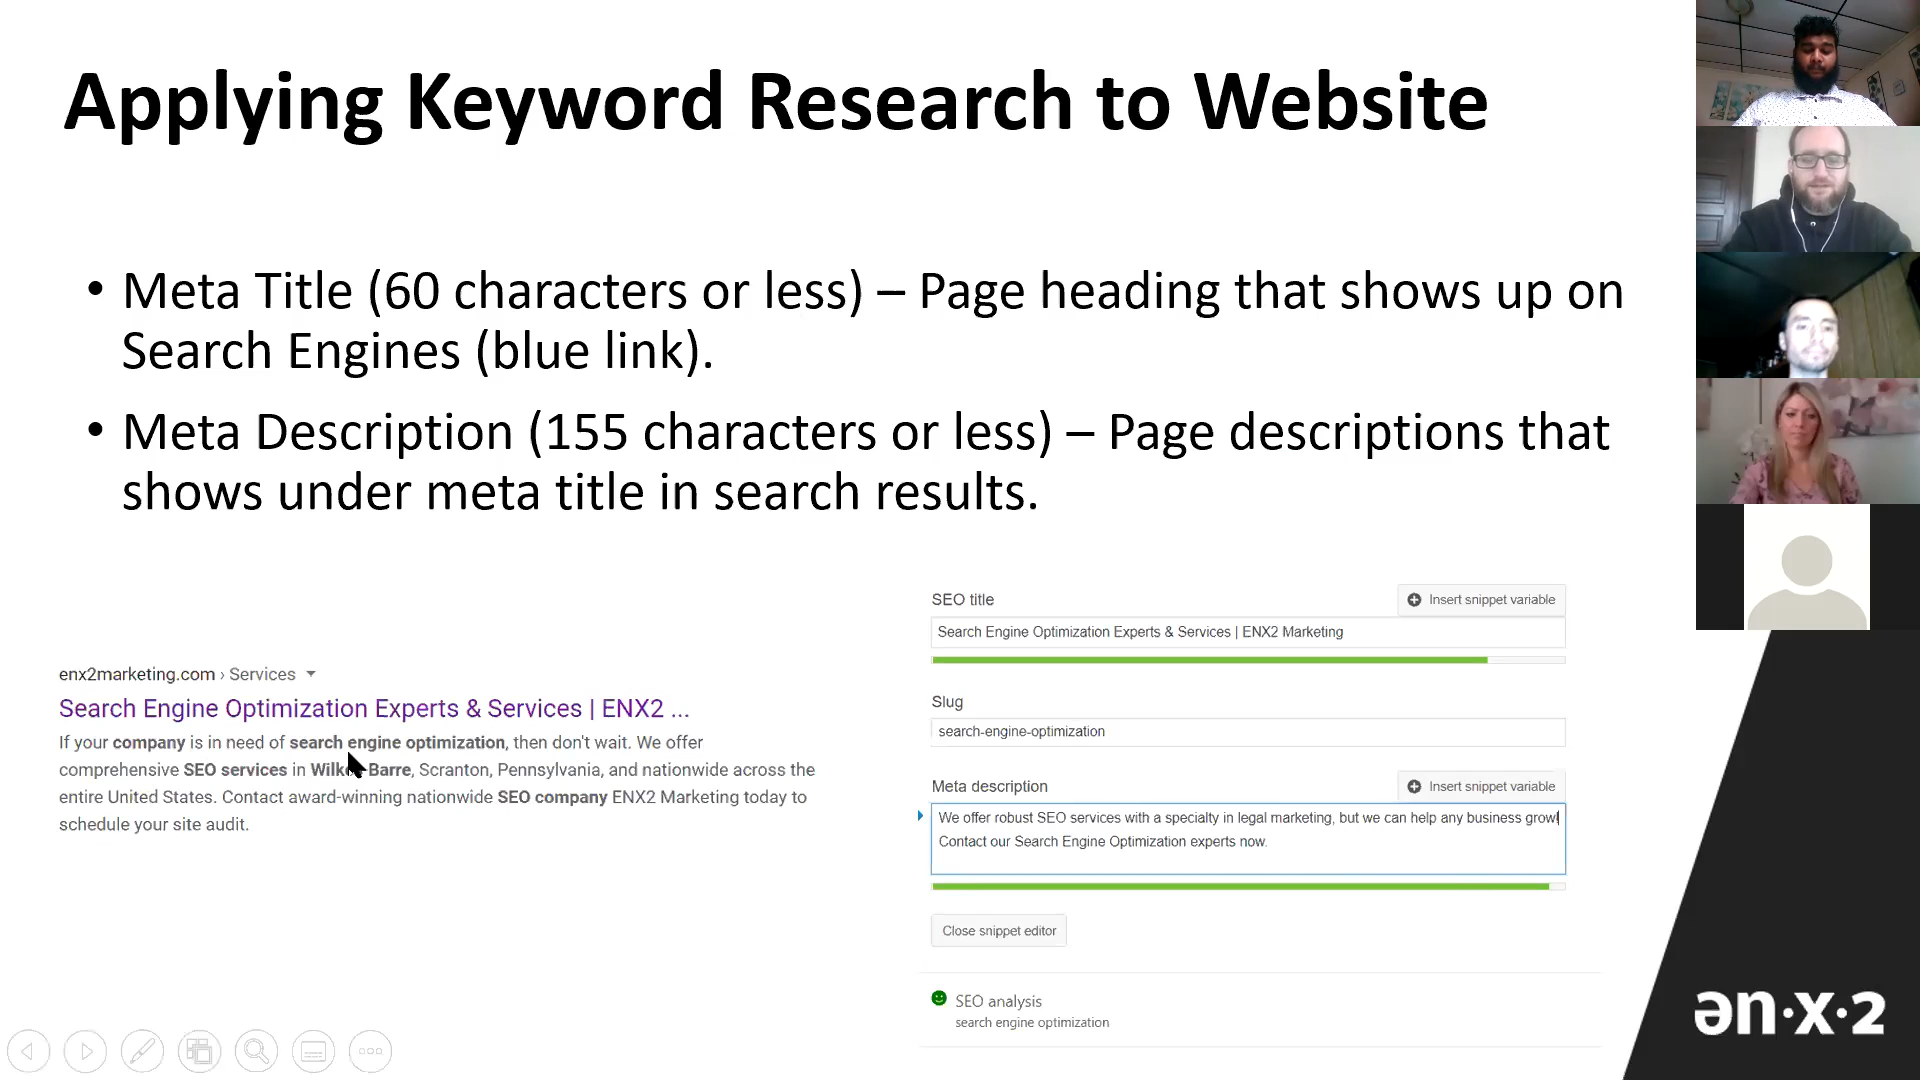 Applying Keyword Research to Website
• Meta Title (60 characters or less) – Page heading that shows up on
Search Engines (blue link).
• Meta Description (155 characters or less) – Page descriptions that
shows under meta title in search results.
enx2marketing.com › Services
Search Engine Optimization Experts & Services | ENX2 ...
If your company is in need of search engine optimization, then don't wait. We offer
comprehensive SEO services in Wilkes-Barre, Scranton, Pennsylvania, and nationwide across the
entire United States. Contact award-winning nationwide SEO company ENX2 Marketing today to
schedule your site audit.
SEO title
Insert snippet variable
Search Engine Optimization Experts & Services | ENX2 Marketing
Slug
search-engine-optimization
Meta description
Insert snippet variable
We offer robust SEO services with a specialty in legal marketing, but we can help any business grow!
Contact our Search Engine Optimization experts now.
Close snippet editor
SEO analysis
search engine optimization
ən·x·2